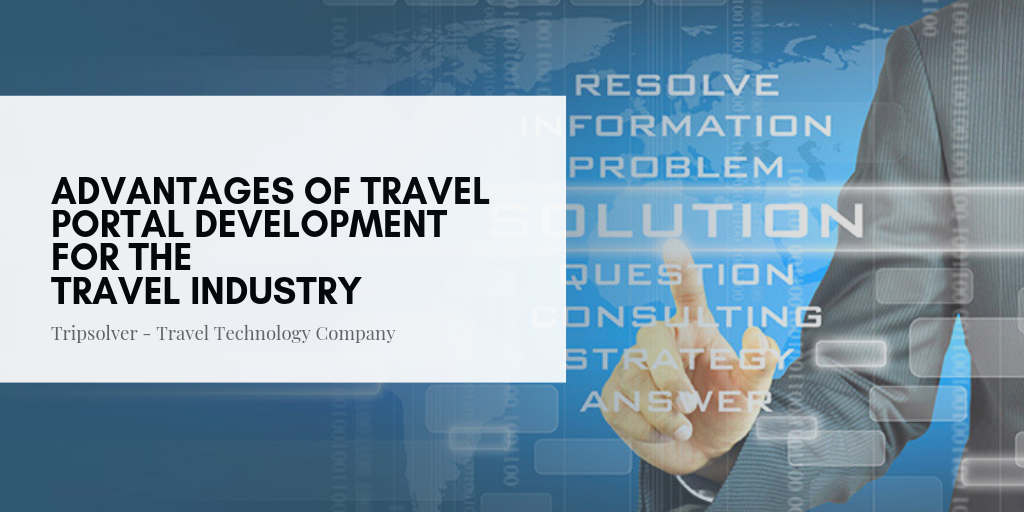 ADVANTAGES OF TRAVEL
PORTAL DEVELOPMENT
FOR THE
TRAVEL INDUSTRY
Tripsolver - Travel Technology Company
RESOLVE
INFORMATION
PROBLEM
SOLUTION
QUESTION
CONSULTING
STRATEGY
ANSWER